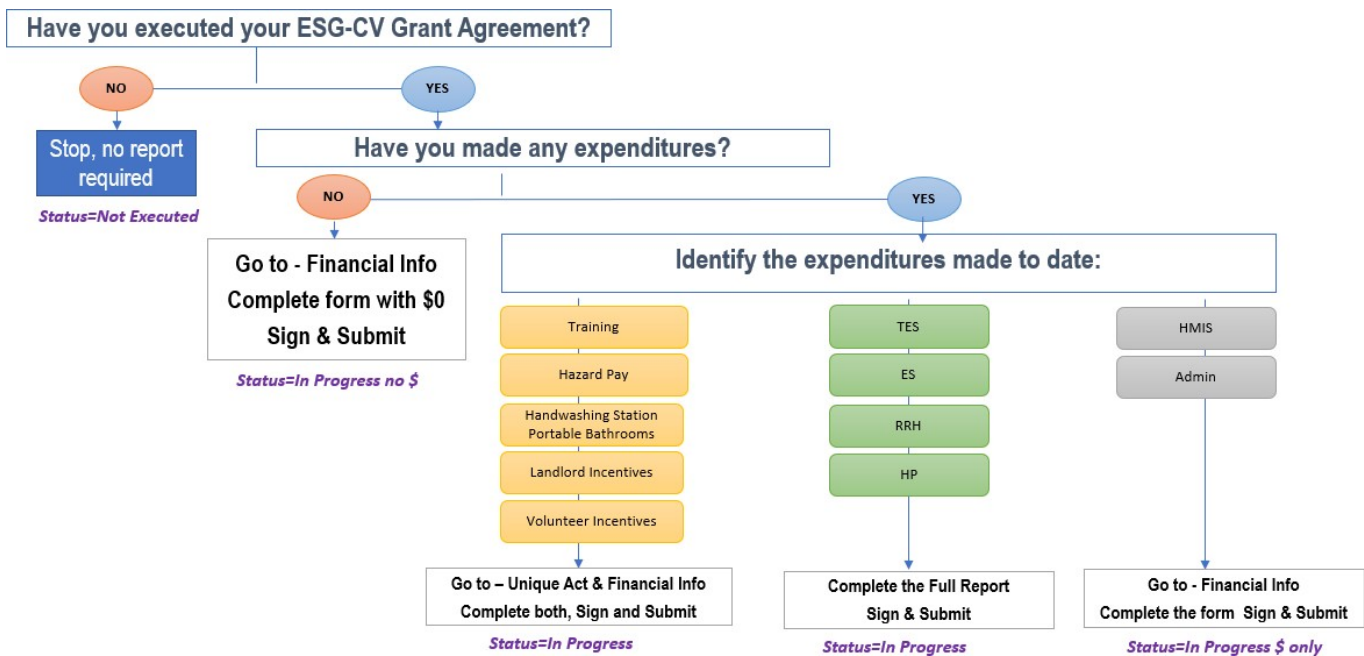 Have you executed your ESG-CV Grant Agreement?
NO
YES
Stop, no report
required
Status=Not Executed
Have you made any expenditures?
NO
YES
Go to - Financial Info
Complete form with $0
Sign & Submit
Status=In Progress no $
Identify the expenditures made to date:
Training
Hazard Pay
Handwashing Station
Portable Bathrooms
Landlord Incentives
Volunteer Incentives
Go to – Unique Act & Financial Info
Complete both, Sign and Submit
Status=In Progress
TES
ES
RRH
HP
Complete the Full Report
Sign & Submit
Status=In Progress
HMIS
Admin
Go to - Financial Info
Complete the form  Sign & Submit
Status=In Progress $ only